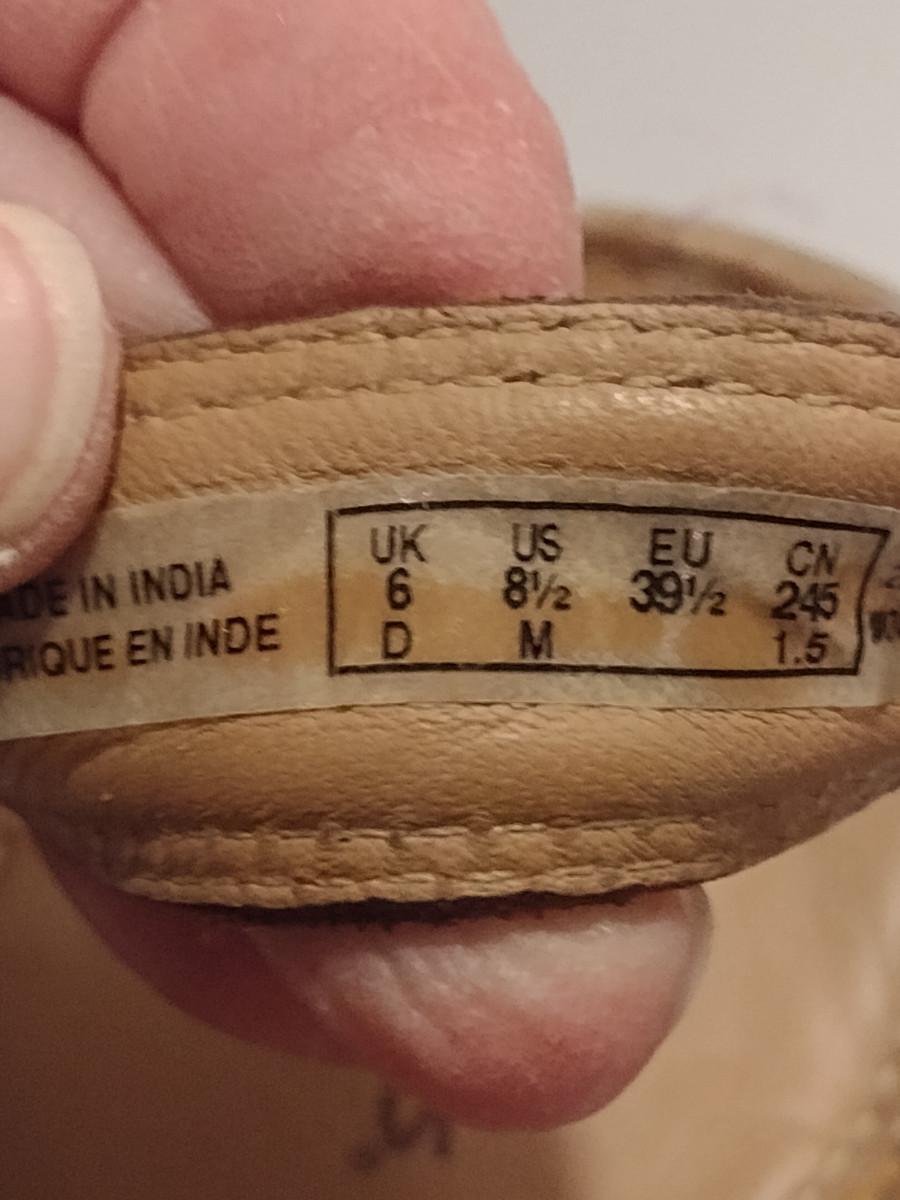 ADE IN INDIA
RIQUE EN INDE
UK US EU CN
6 8½ 39½ 245
D M 1.5